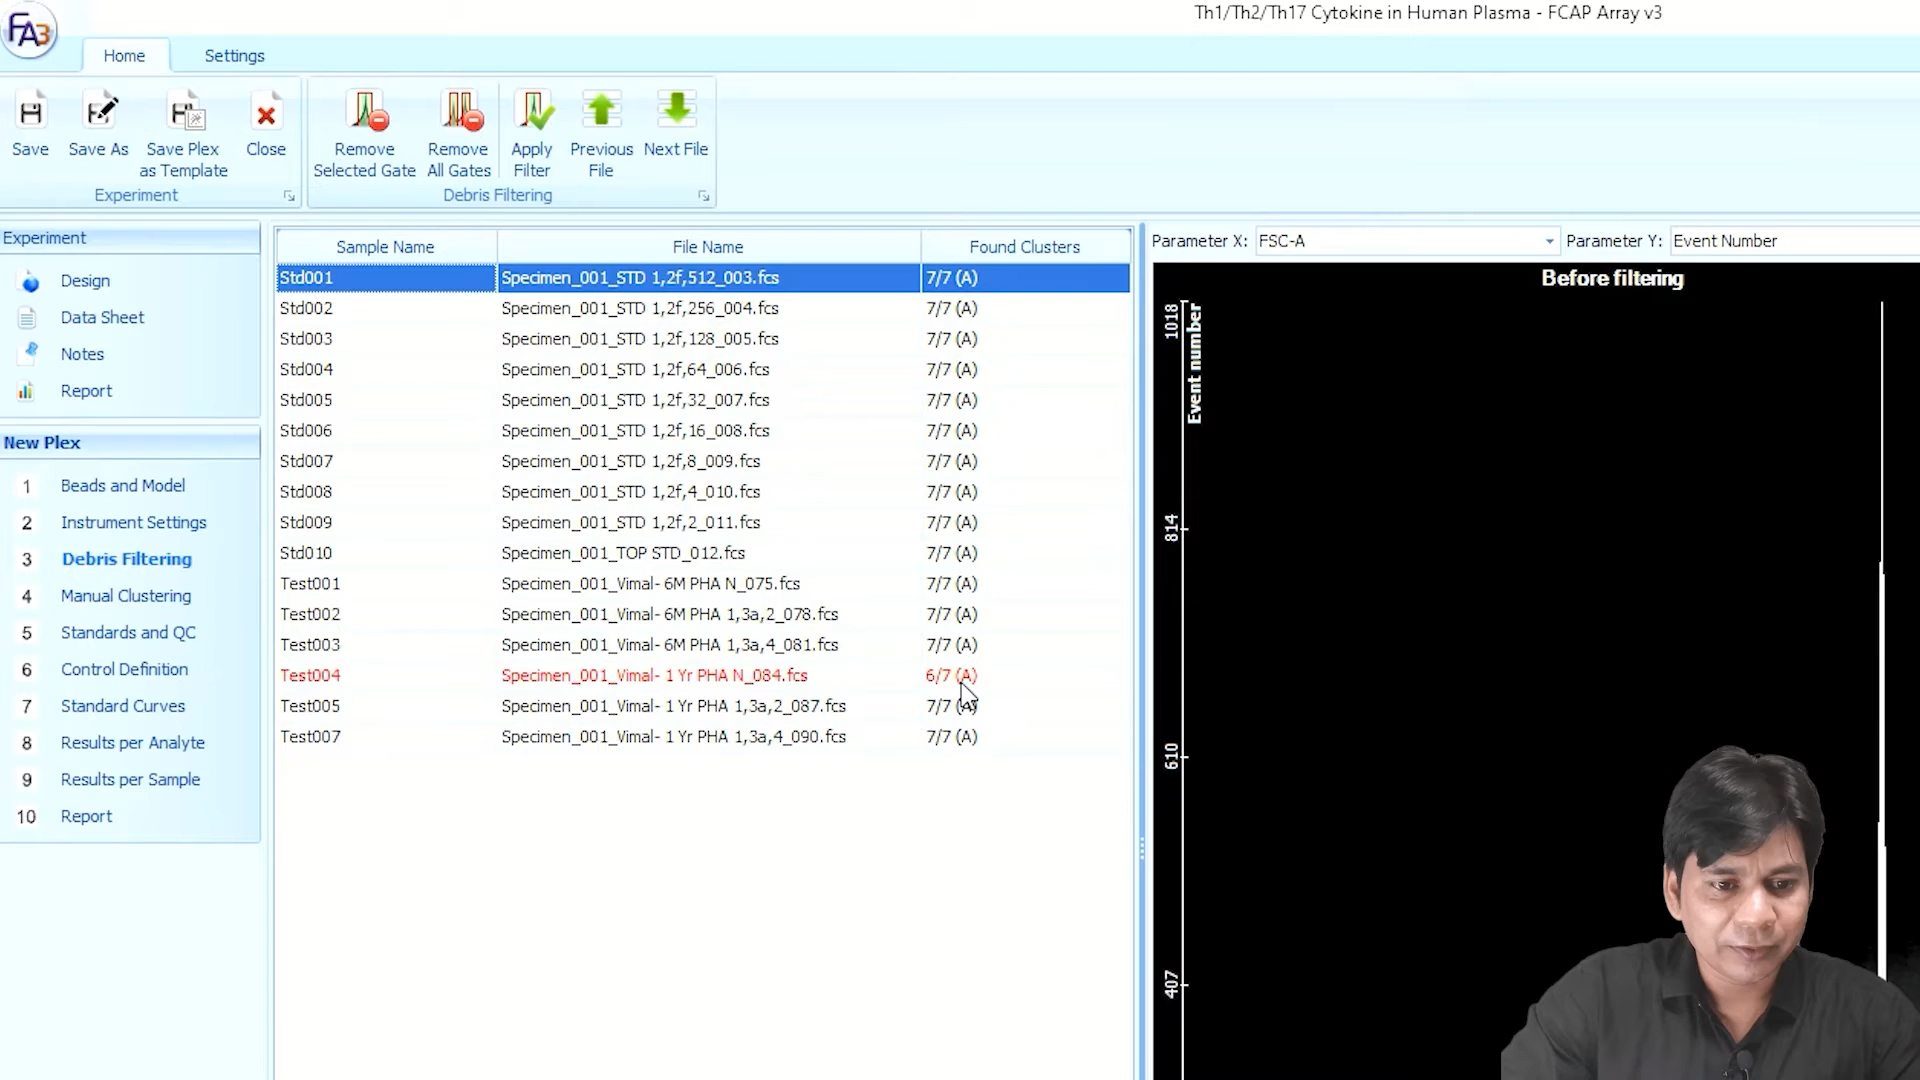 Th1/Th2/Th17 Cytokine in Human Plasma - FCAP Array v3
FA3
Home Settings
Save Save As Save Plex as Template Close
Remove Selected Gate Remove All Gates Apply Filter Previous File Next File
Experiment Debris Filtering
Experiment
Design
Data Sheet
Notes
Report
New Plex
1 Beads and Model
2 Instrument Settings
3 Debris Filtering
4 Manual Clustering
5 Standards and QC
6 Control Definition
7 Standard Curves
8 Results per Analyte
9 Results per Sample
10 Report
Sample Name File Name Found Clusters
Std001 Specimen_001_STD 1,2f,512_003.fcs 7/7 (A)
Std002 Specimen_001_STD 1,2f,256_004.fcs 7/7 (A)
Std003 Specimen_001_STD 1,2f,128_005.fcs 7/7 (A)
Std004 Specimen_001_STD 1,2f,64_006.fcs 7/7 (A)
Std005 Specimen_001_STD 1,2f,32_007.fcs 7/7 (A)
Std006 Specimen_001_STD 1,2f,16_008.fcs 7/7 (A)
Std007 Specimen_001_STD 1,2f,8_009.fcs 7/7 (A)
Std008 Specimen_001_STD 1,2f,4_010.fcs 7/7 (A)
Std009 Specimen_001_STD 1,2f,2_011.fcs 7/7 (A)
Std010 Specimen_001_TOP STD_012.fcs 7/7 (A)
Test001 Specimen_001_Vimal- 6M PHA N_075.fcs 7/7 (A)
Test002 Specimen_001_Vimal- 6M PHA 1,3a,2_078.fcs 7/7 (A)
Test003 Specimen_001_Vimal- 6M PHA 1,3a,4_081.fcs 7/7 (A)
Test004 Specimen_001_Vimal- 1 Yr PHA N_084.fcs 6/7 (A)
Test005 Specimen_001_Vimal- 1 Yr PHA 1,3a,2_087.fcs 7/7 (A)
Test007 Specimen_001_Vimal- 1 Yr PHA 1,3a,4_090.fcs 7/7 (A)
Parameter X: FSC-A Parameter Y: Event Number
Before filtering
Event number
1018
814
610
407